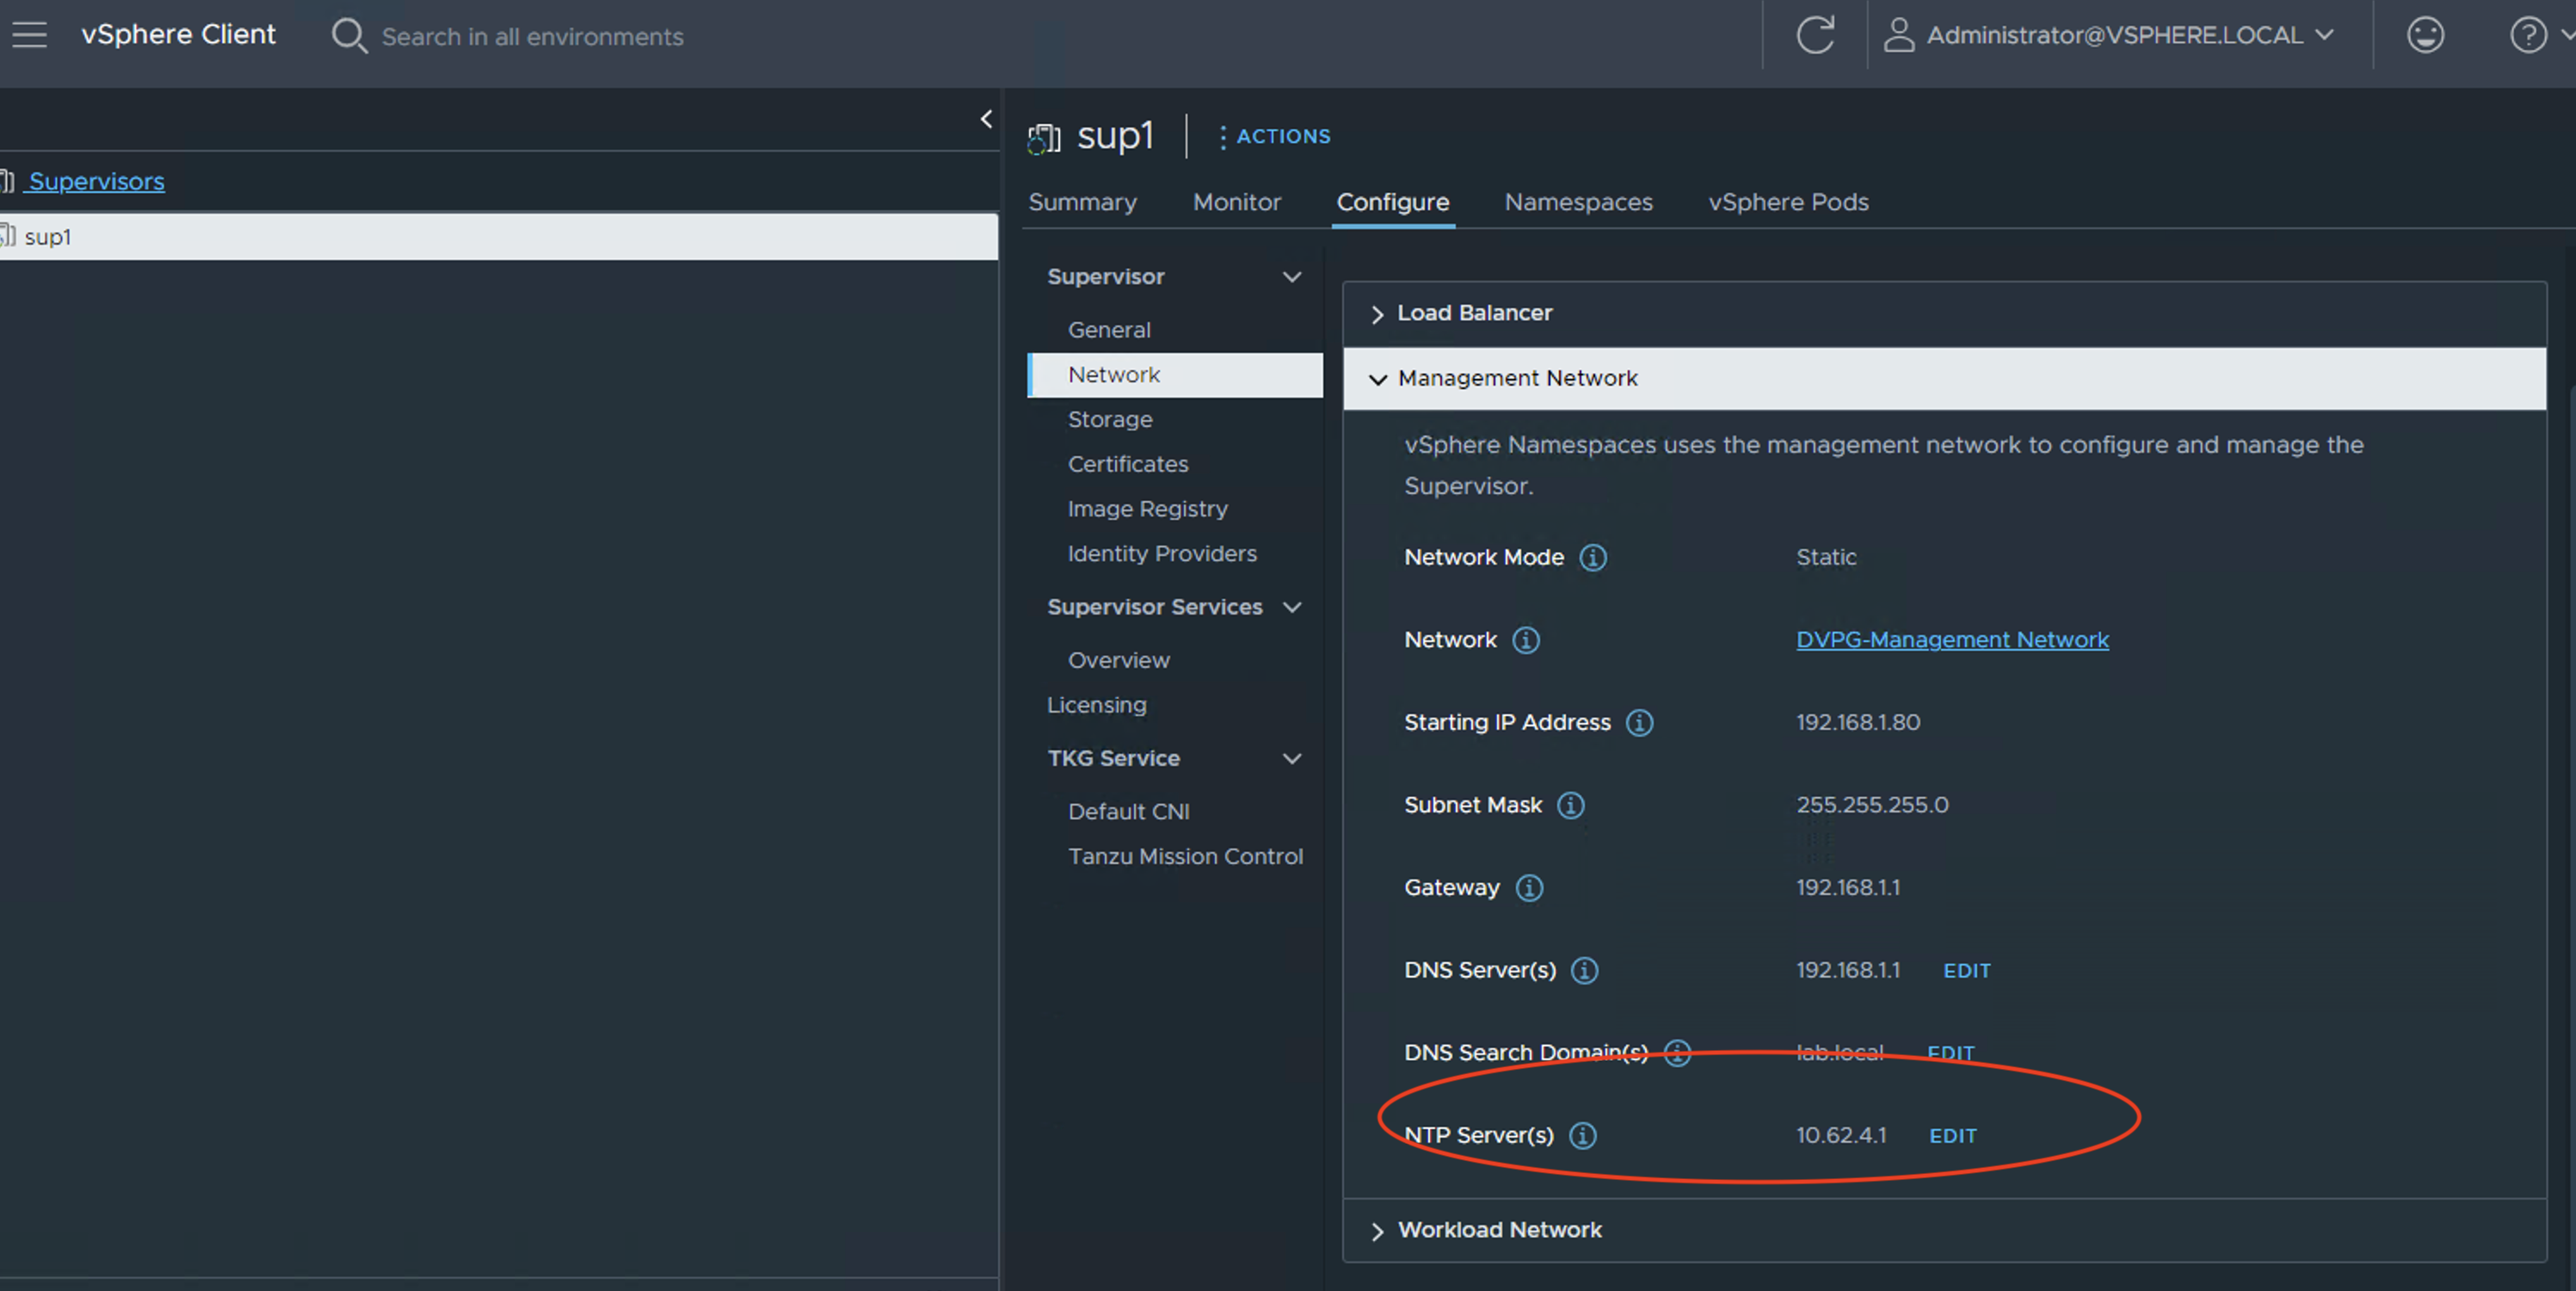 vSphere Client
Search in all environments
Administrator@VSPHERE.LOCAL
Supervisors
sup1
sup1
ACTIONS
Summary
Monitor
Configure
Namespaces
vSphere Pods
Supervisor
General
Network
Storage
Certificates
Image Registry
Identity Providers
Supervisor Services
Overview
Licensing
TKG Service
Default CNI
Tanzu Mission Control
Load Balancer
Management Network
vSphere Namespaces uses the management network to configure and manage the
Supervisor.
Network Mode Static
Network DVPG-Management Network
Starting IP Address 192.168.1.80
Subnet Mask 255.255.255.0
Gateway 192.168.1.1
DNS Server(s) 192.168.1.1 EDIT
DNS Search Domain(s) lab.local EDIT
NTP Server(s) 10.62.4.1 EDIT
Workload Network